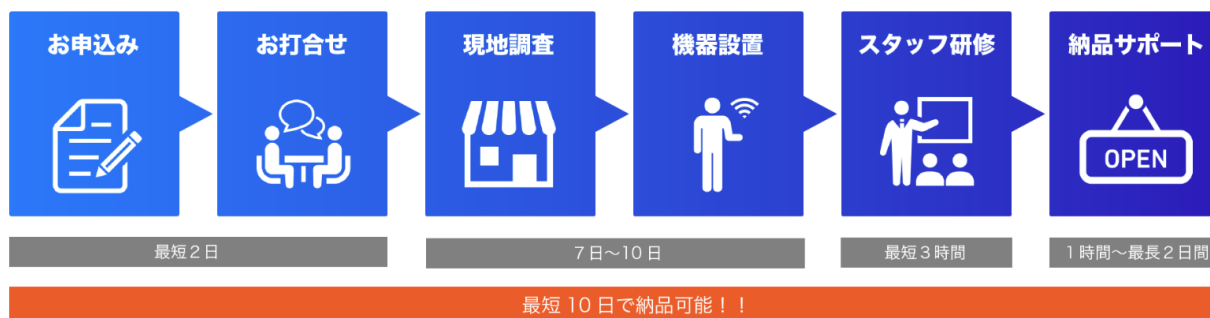 お申込み
お打合せ
現地調査
機器設置
スタッフ研修
納品サポート
OPEN
最短2日
7日〜10日
最短3時間
1時間〜最長2日間
最短10日で納品可能！！